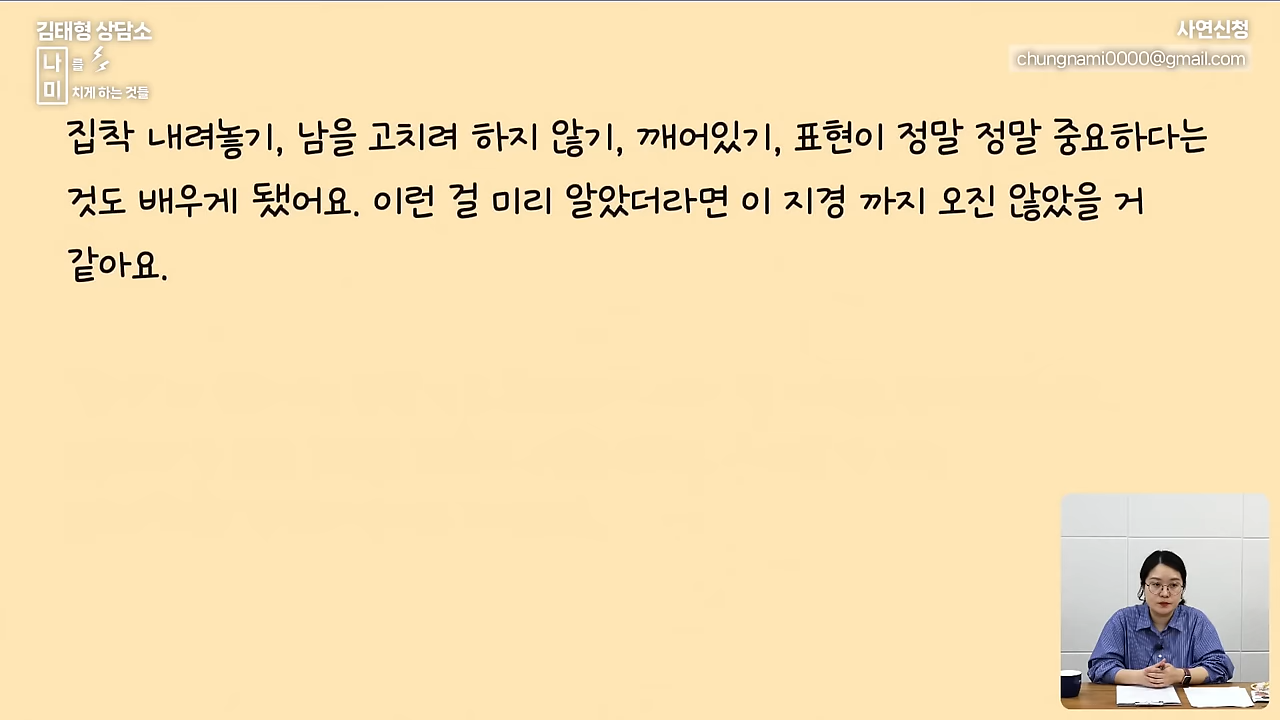 김태형 상담소
나를
미치게 하는 것들
사연신청
chungnami0000@gmail.com
집착 내려놓기, 남을 고치려 하지 않기, 깨어있기, 표현이 정말 정말 중요하다는
것도 배우게 됐어요. 이런 걸 미리 알았더라면 이 지경 까지 오진 않았을 거
같아요.